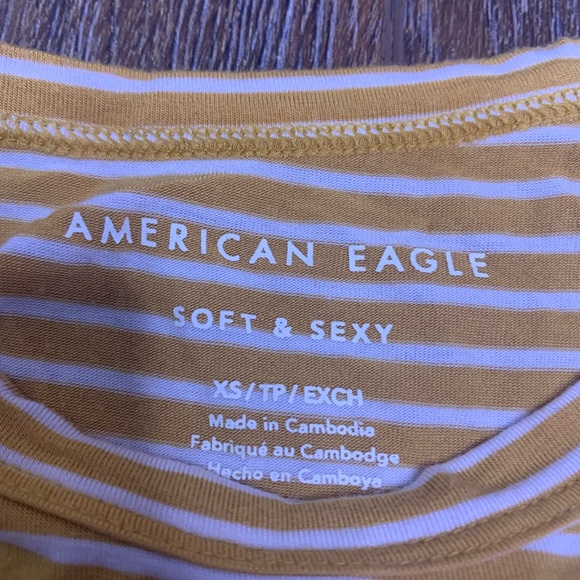 AMERICAN EAGLE
SOFT & SEXY
XS/TP/EXCH
Made in Cambodia
Fabriqué au Cambodge
Hecho en Camboya